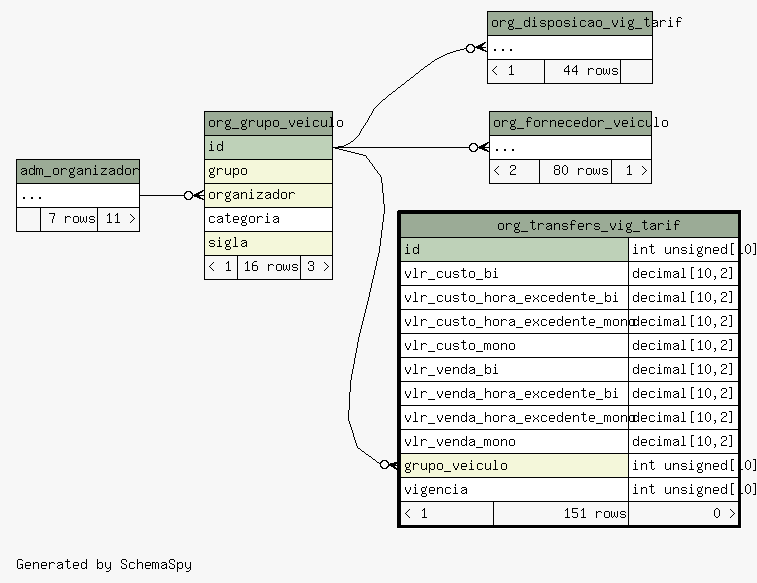 org_disposicao_vig_tarif
...
< 1 44 rows
org_grupo_veiculo
id
grupo
organizador
categoria
sigla
< 1 16 rows 3 >
org_fornecedor_veiculo
...
< 2 80 rows 1 >
adm_organizador
...
7 rows 11 >
org_transfers_vig_tarif
id int unsigned[10]
vlr_custo_bi decimal[10,2]
vlr_custo_hora_excedente_bi decimal[10,2]
vlr_custo_hora_excedente_mono decimal[10,2]
vlr_custo_mono decimal[10,2]
vlr_venda_bi decimal[10,2]
vlr_venda_hora_excedente_bi decimal[10,2]
vlr_venda_hora_excedente_mono decimal[10,2]
vlr_venda_mono decimal[10,2]
grupo_veiculo int unsigned[10]
vigencia int unsigned[10]
< 1 151 rows 0 >
Generated by SchemaSpy